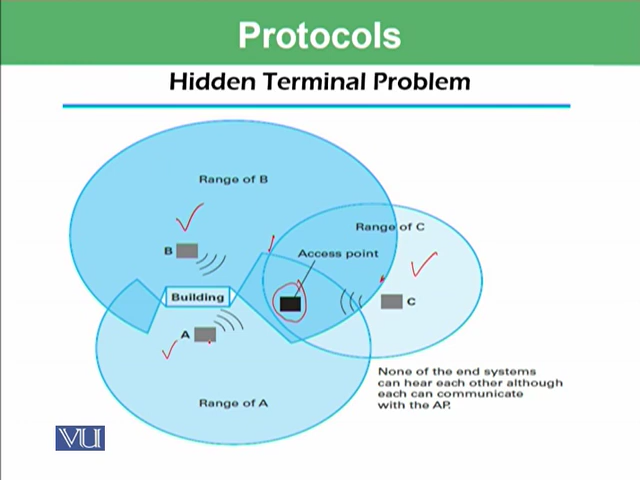 Protocols
Hidden Terminal Problem
Range of B
Range of C
B
Access point
Building
C
A
None of the end systems
can hear each other although
each can communicate
with the AP.
Range of A
VU